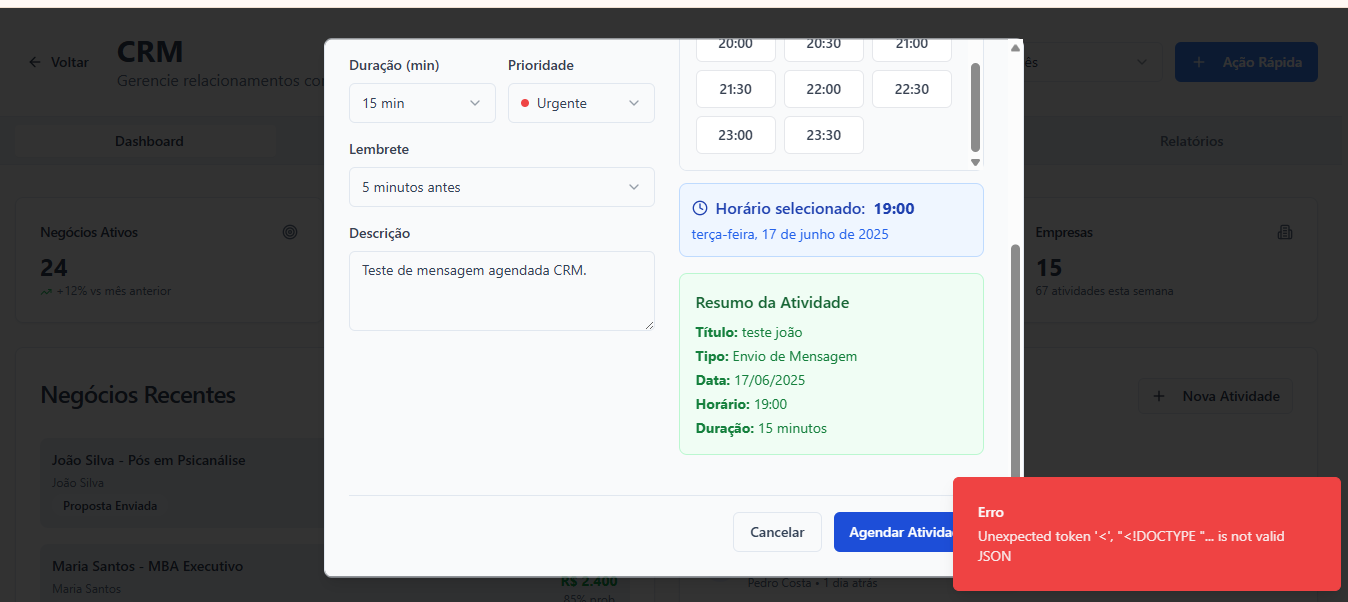 Voltar
CRM
Gerencie relacionamentos
ês
Ação Rápida
Dashboard
Relatórios
Negócios Ativos
24
+12% vs mês anterior
Empresas
15
67 atividades esta semana
Negócios Recentes
Nova Atividade
João Silva - Pós em Psicanálise
João Silva
Proposta Enviada
Maria Santos - MBA Executivo
Maria Santos
R$ 2.400
85% prob
Pedro Costa • 1 dia atrás
Duração (min)
Prioridade
15 min
Urgente
Lembrete
5 minutos antes
Descrição
Teste de mensagem agendada CRM.
20:00 20:30 21:00
21:30 22:00 22:30
23:00 23:30
Horário selecionado: 19:00
terça-feira, 17 de junho de 2025
Resumo da Atividade
Título: teste joão
Tipo: Envio de Mensagem
Data: 17/06/2025
Horário: 19:00
Duração: 15 minutos
Cancelar
Agendar Ativida
Erro
Unexpected token '<', "<!DOCTYPE "... is not valid
JSON